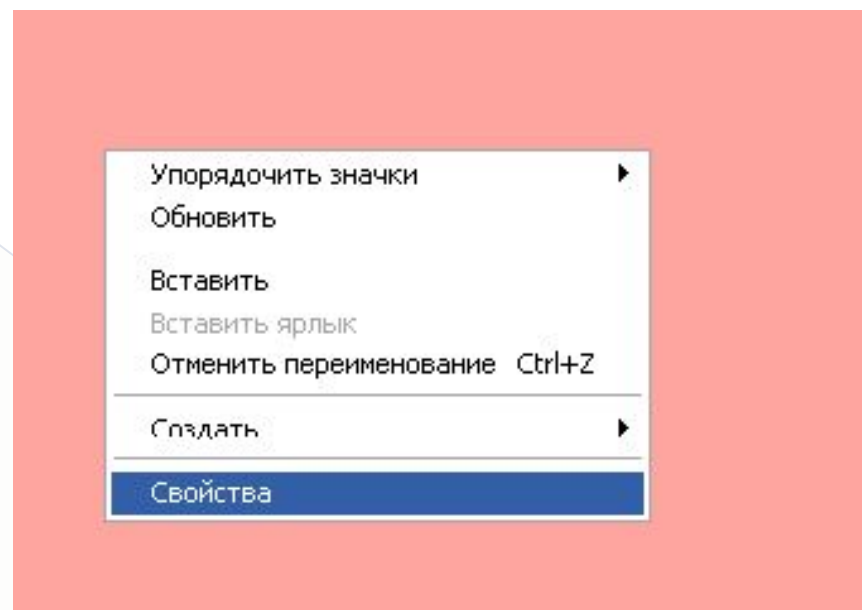 Упорядочить значки
Обновить
Вставить
Вставить ярлык
Отменить переименование Ctrl+Z
Создать
Свойства